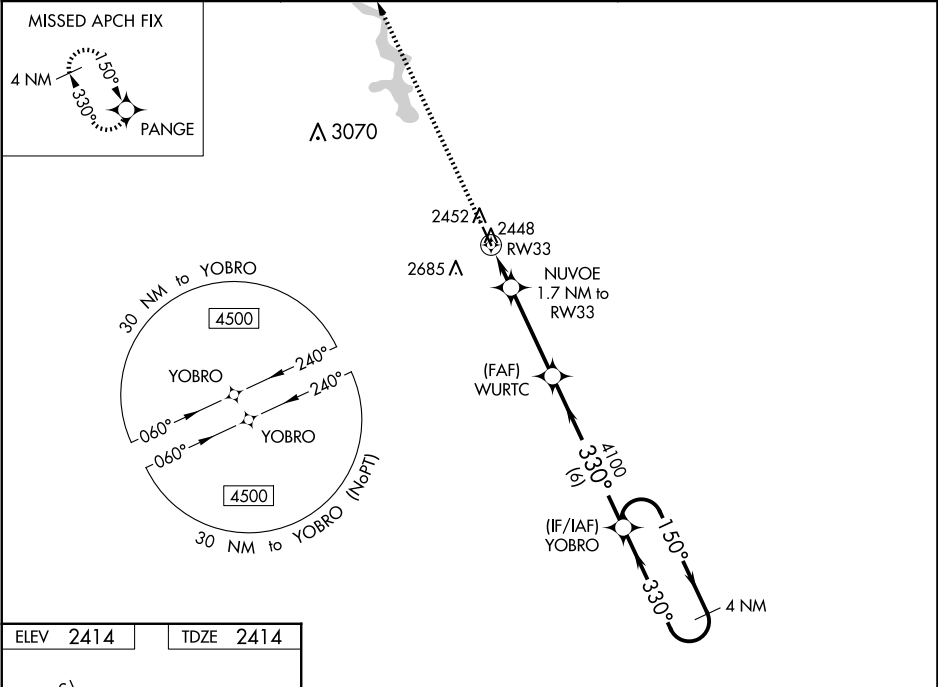 MISSED APCH FIX
4 NM
150°
330°
PANGE
3070
2452
2448
RW33
2685
NUVOE
1.7 NM to
RW33
30 NM to YOBRO
4500
YOBRO
240°
240°
060°
060°
YOBRO
4500
30 NM to YOBRO (NoPT)
(FAF)
WURTC
4100
330°
(6)
(IF/IAF)
YOBRO
150°
330°
4 NM
ELEV 2414
TDZE 2414